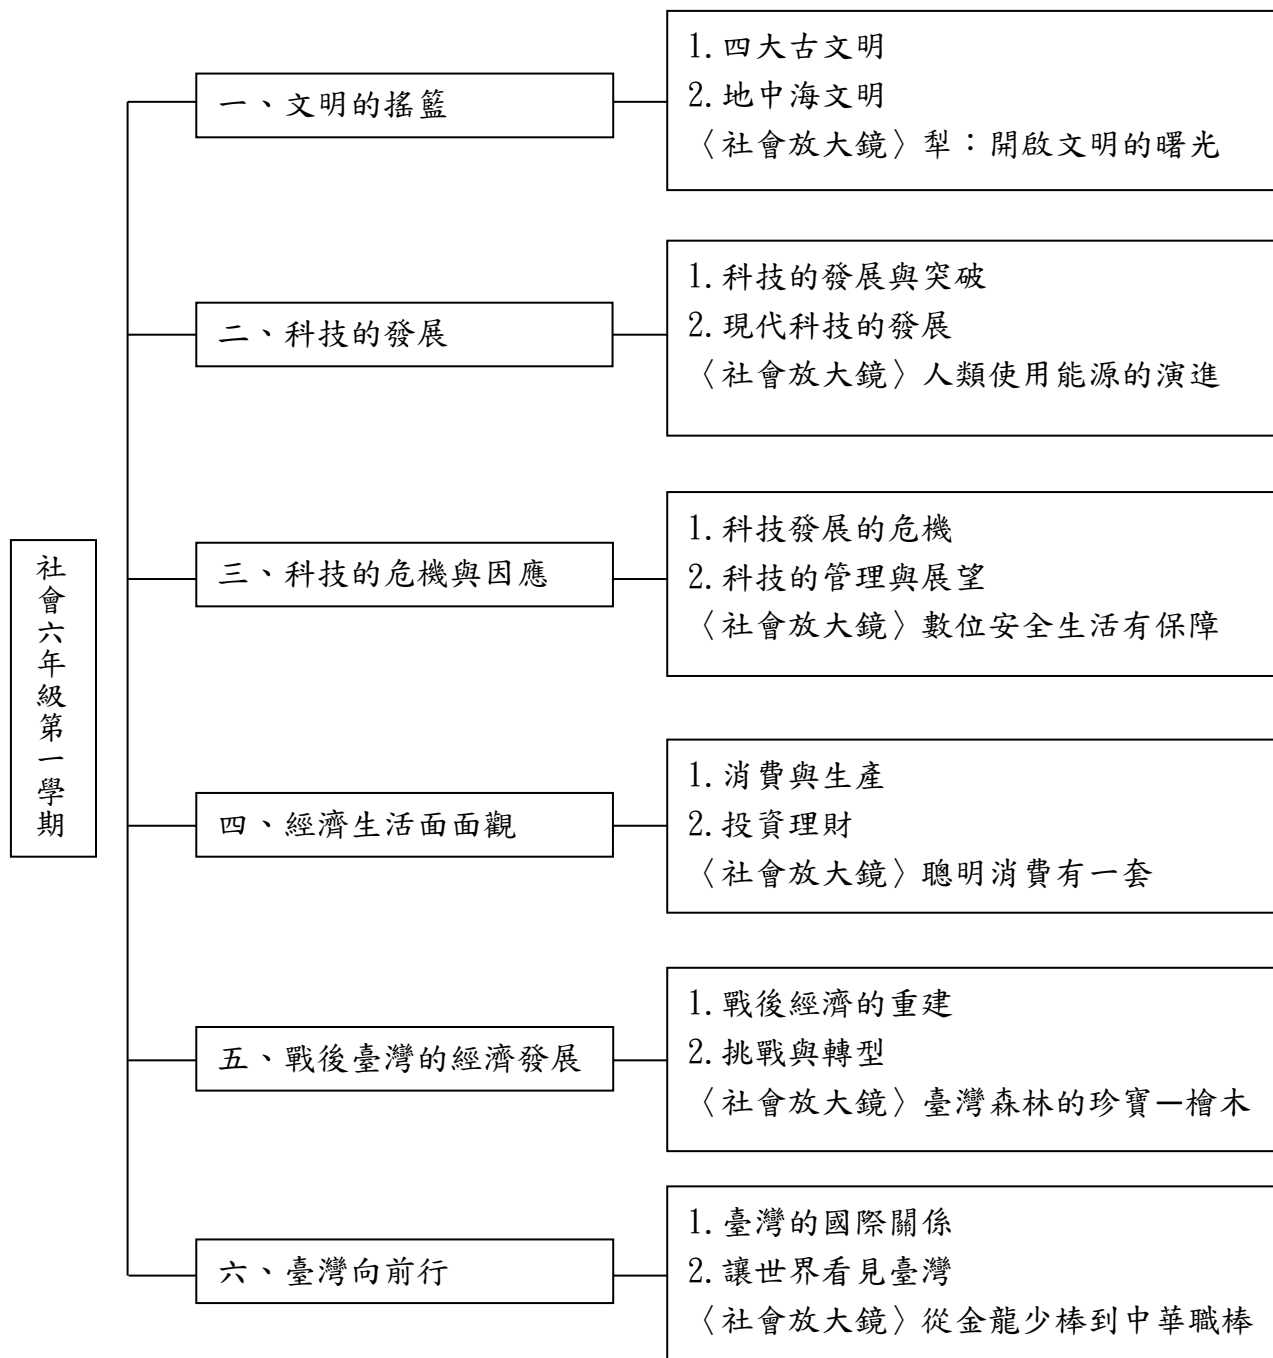 社會六年級第一學期
一、文明的搖籃
1.四大古文明
2.地中海文明
〈社會放大鏡〉犁：開啟文明的曙光
二、科技的發展
1.科技的發展與突破
2.現代科技的發展
〈社會放大鏡〉人類使用能源的演進
三、科技的危機與因應
1.科技發展的危機
2.科技的管理與展望
〈社會放大鏡〉數位安全生活有保障
四、經濟生活面面觀
1.消費與生產
2.投資理財
〈社會放大鏡〉聰明消費有一套
五、戰後臺灣的經濟發展
1.戰後經濟的重建
2.挑戰與轉型
〈社會放大鏡〉臺灣森林的珍寶—檜木
六、臺灣向前行
1.臺灣的國際關係
2.讓世界看見臺灣
〈社會放大鏡〉從金龍少棒到中華職棒